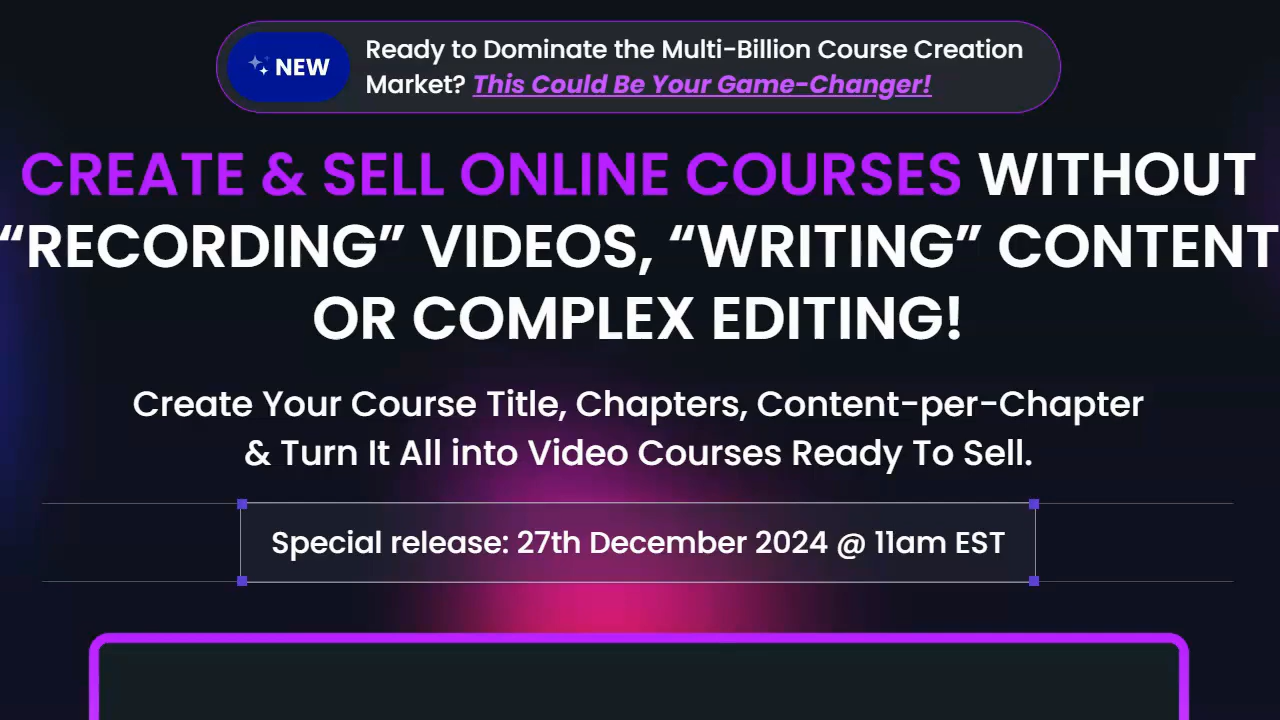 NEW
Ready to Dominate the Multi-Billion Course Creation
Market? This Could Be Your Game-Changer!
CREATE & SELL ONLINE COURSES WITHOUT
“RECORDING” VIDEOS, “WRITING” CONTENT
OR COMPLEX EDITING!
Create Your Course Title, Chapters, Content-per-Chapter
& Turn It All into Video Courses Ready To Sell.
Special release: 27th December 2024 @ 11am EST